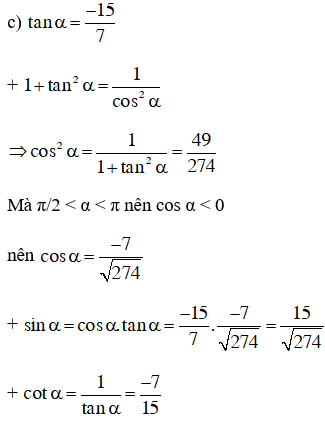 c) tan α = −15/7
+ 1 + tan² α = 1/cos² α
⇒ cos² α = 1/(1 + tan² α) = 49/274
Mà π/2 < α < π nên cos α < 0
nên cos α = −7/√274
+ sin α = cos α tan α = −15/7 . −7/√274 = 15/√274
+ cot α = 1/tan α = −7/15